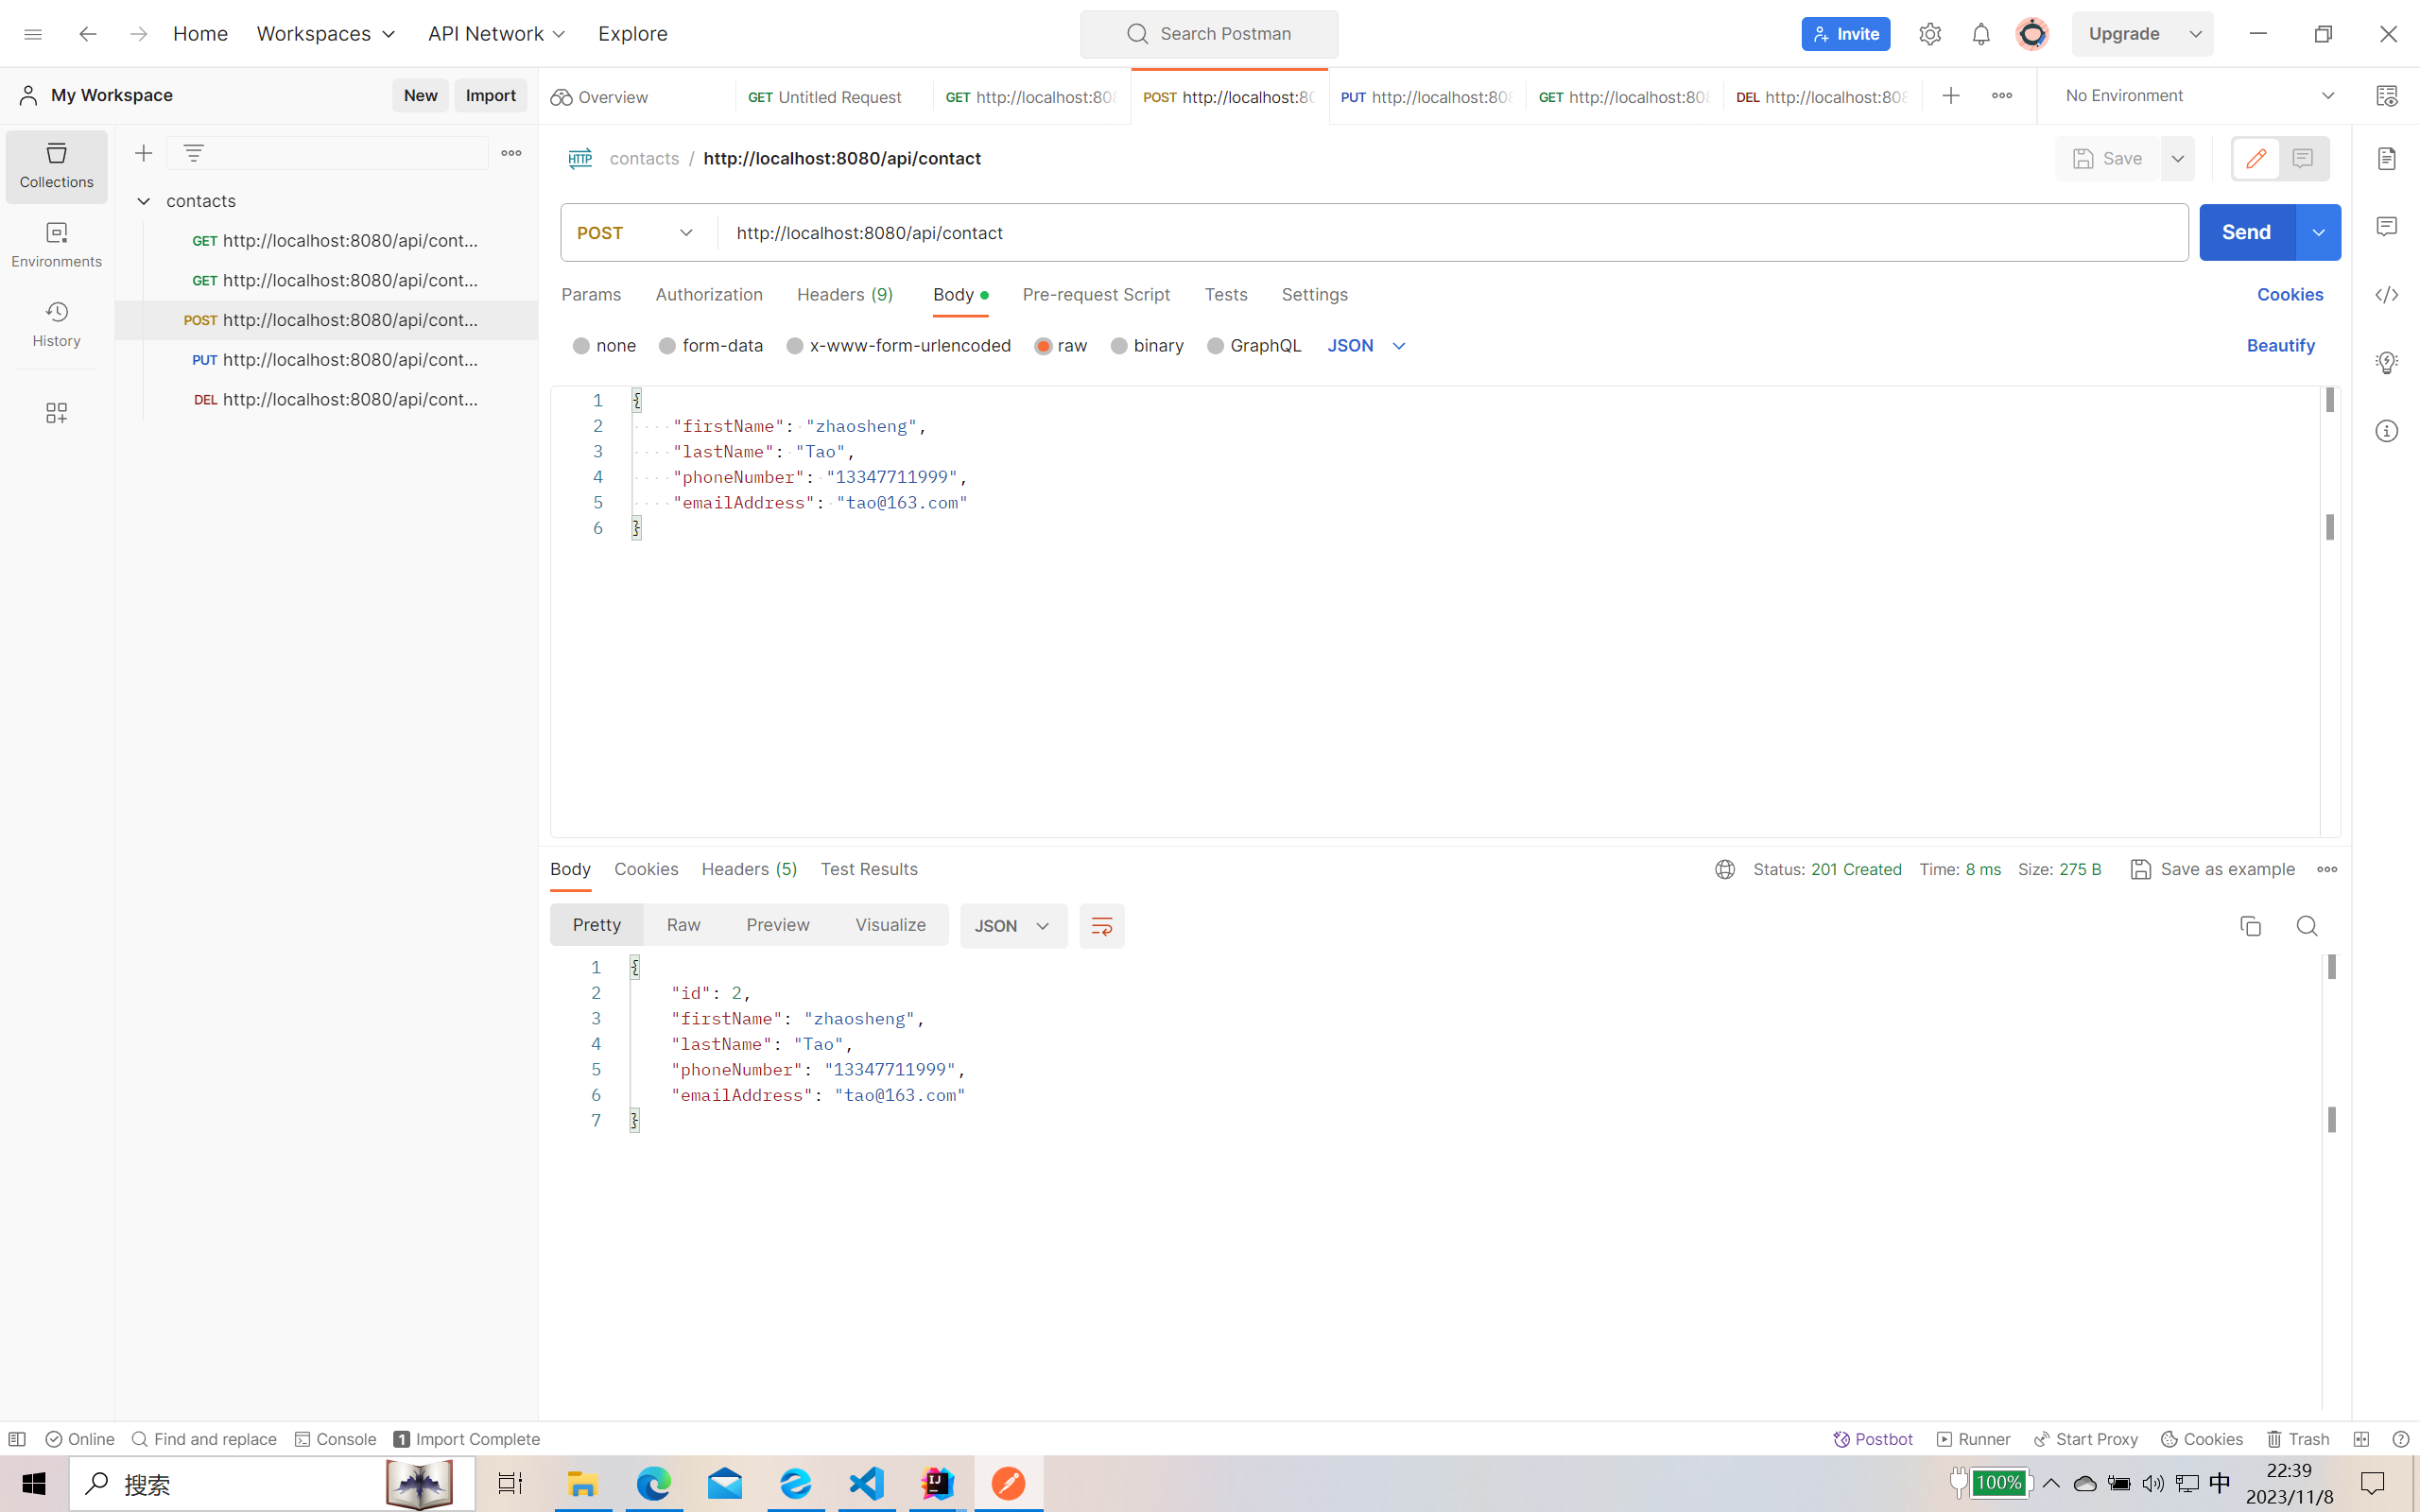 Home Workspaces API Network Explore Search Postman Invite Upgrade
My Workspace New Import Overview GET Untitled Request GET http://localhost:808 POST http://localhost:80 PUT http://localhost:808 GET http://localhost:808 DEL http://localhost:808 No Environment
Collections
Environments
History
contacts
GET http://localhost:8080/api/cont...
GET http://localhost:8080/api/cont...
POST http://localhost:8080/api/cont...
PUT http://localhost:8080/api/cont...
DEL http://localhost:8080/api/cont...
HTTP contacts / http://localhost:8080/api/contact Save
POST http://localhost:8080/api/contact Send
Params Authorization Headers (9) Body Pre-request Script Tests Settings Cookies
none form-data x-www-form-urlencoded raw binary GraphQL JSON Beautify
1 {
2 "firstName": "zhaosheng",
3 "lastName": "Tao",
4 "phoneNumber": "13347711999",
5 "emailAddress": "tao@163.com"
6 }
Body Cookies Headers (5) Test Results Status: 201 Created Time: 8 ms Size: 275 B Save as example
Pretty Raw Preview Visualize JSON
1 {
2 "id": 2,
3 "firstName": "zhaosheng",
4 "lastName": "Tao",
5 "phoneNumber": "13347711999",
6 "emailAddress": "tao@163.com"
7 }
Online Find and replace Console 1 Import Complete Postbot Runner Start Proxy Cookies Trash
搜索 IJ 100% 中 22:39
2023/11/8